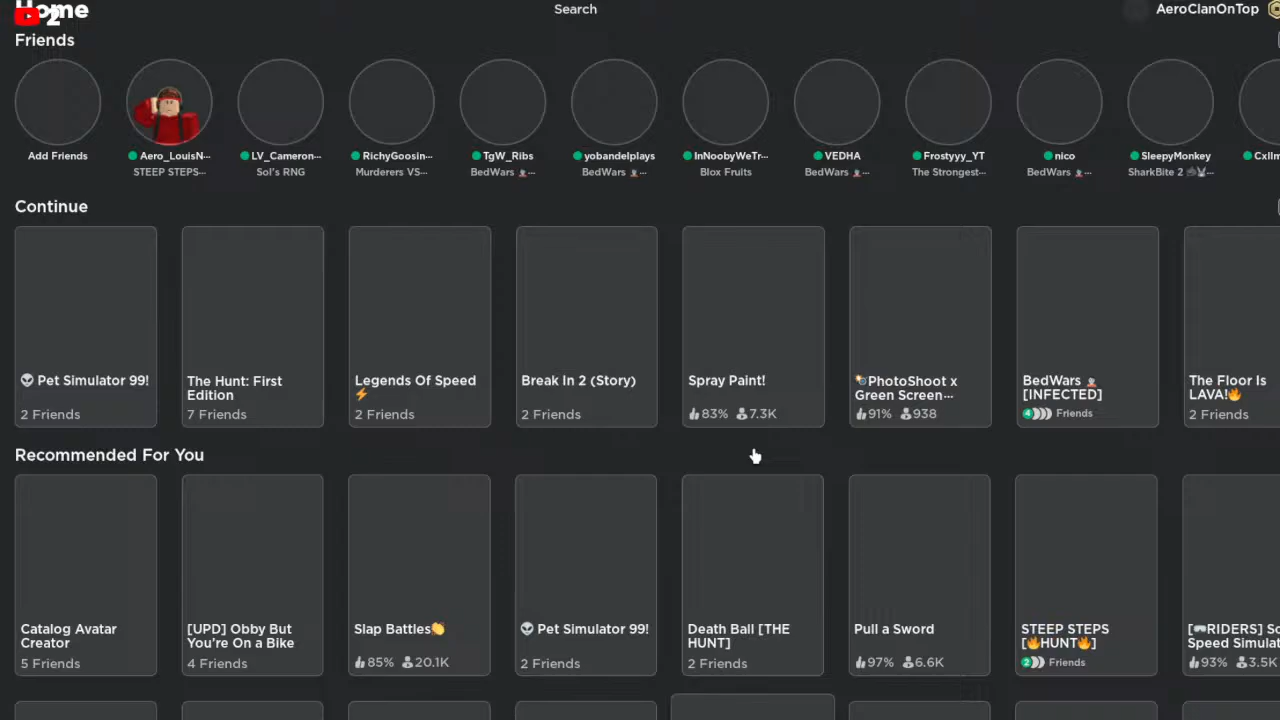 Home
2
Search
AeroClanOnTop
Friends
Add Friends
Aero_LouisN...
STEEP STEPS...
LV_Cameron...
Sol's RNG
RichyGoosin...
Murderers VS...
TgW_Ribs
BedWars ...
yobandelplays
BedWars ...
InNoobyWeTr...
Blox Fruits
VEDHA
BedWars ...
Frostyyy_YT
The Strongest...
nico
BedWars ...
SleepyMonkey
SharkBite 2 ...
Continue
👽 Pet Simulator 99!
2 Friends
The Hunt: First
Edition
7 Friends
Legends Of Speed
⚡
2 Friends
Break In 2 (Story)
2 Friends
Spray Paint!
83% 7.3K
PhotoShoot x
Green Screen...
91% 938
BedWars
[INFECTED]
4 Friends
The Floor Is
LAVA!🔥
2 Friends
Recommended For You
Catalog Avatar
Creator
5 Friends
[UPD] Obby But
You're On a Bike
4 Friends
Slap Battles👏
85% 20.1K
👽 Pet Simulator 99!
2 Friends
Death Ball [THE
HUNT]
2 Friends
Pull a Sword
97% 6.6K
STEEP STEPS
[🔥HUNT🔥]
2 Friends
[🥽RIDERS]
Speed
93% 3.5K